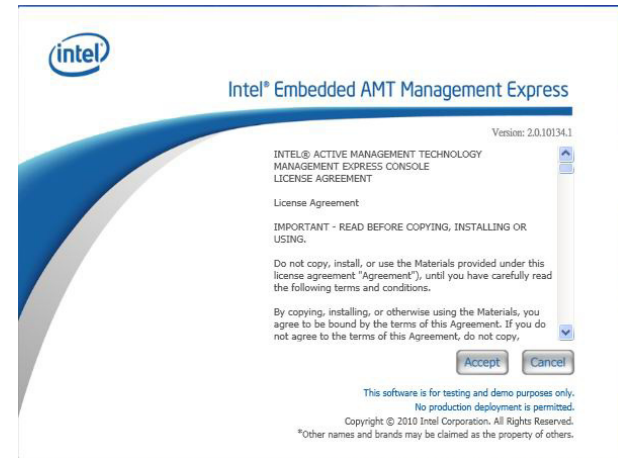 intel
Intel® Embedded AMT Management Express
Version: 2.0.10134.1
INTEL® ACTIVE MANAGEMENT TECHNOLOGY
MANAGEMENT EXPRESS CONSOLE
LICENSE AGREEMENT
License Agreement
IMPORTANT - READ BEFORE COPYING, INSTALLING OR
USING.
Do not copy, install, or use the Materials provided under this
license agreement "Agreement"), until you have carefully read
the following terms and conditions.
By copying, installing, or otherwise using the Materials, you
agree to be bound by the terms of this Agreement. If you do
not agree to the terms of this Agreement, do not copy,
Accept Cancel
This software is for testing and demo purposes only.
No production deployment is permitted.
Copyright © 2010 Intel Corporation. All Rights Reserved.
*Other names and brands may be claimed as the property of others.